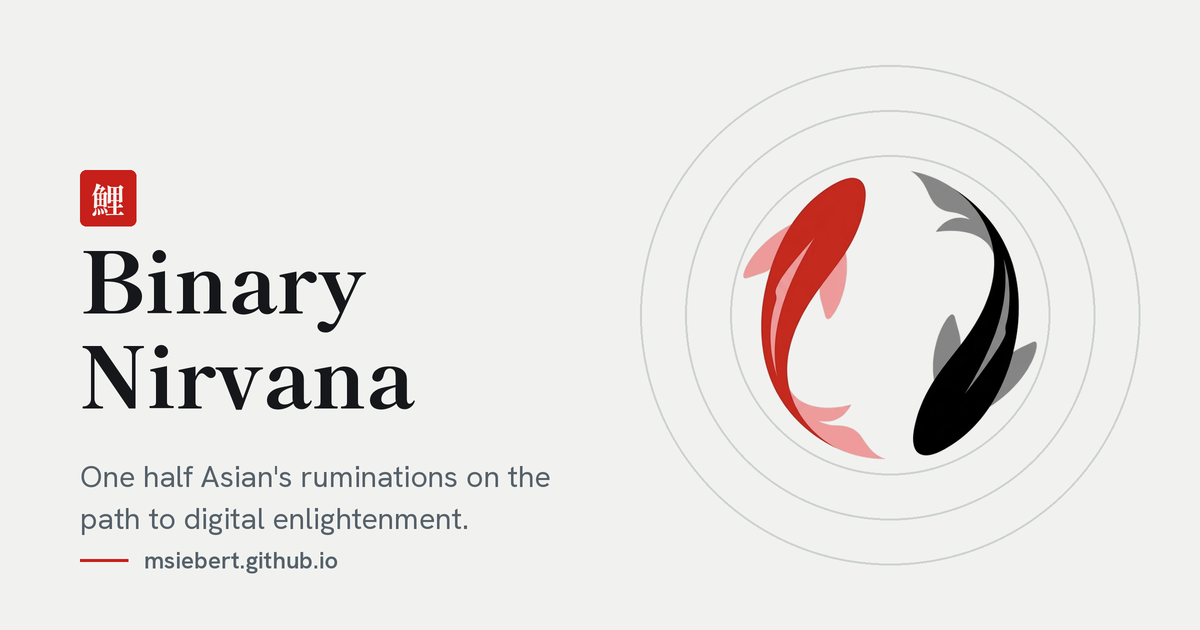 鯉
Binary
Nirvana
One half Asian's ruminations on the
path to digital enlightenment.
msiebert.github.io